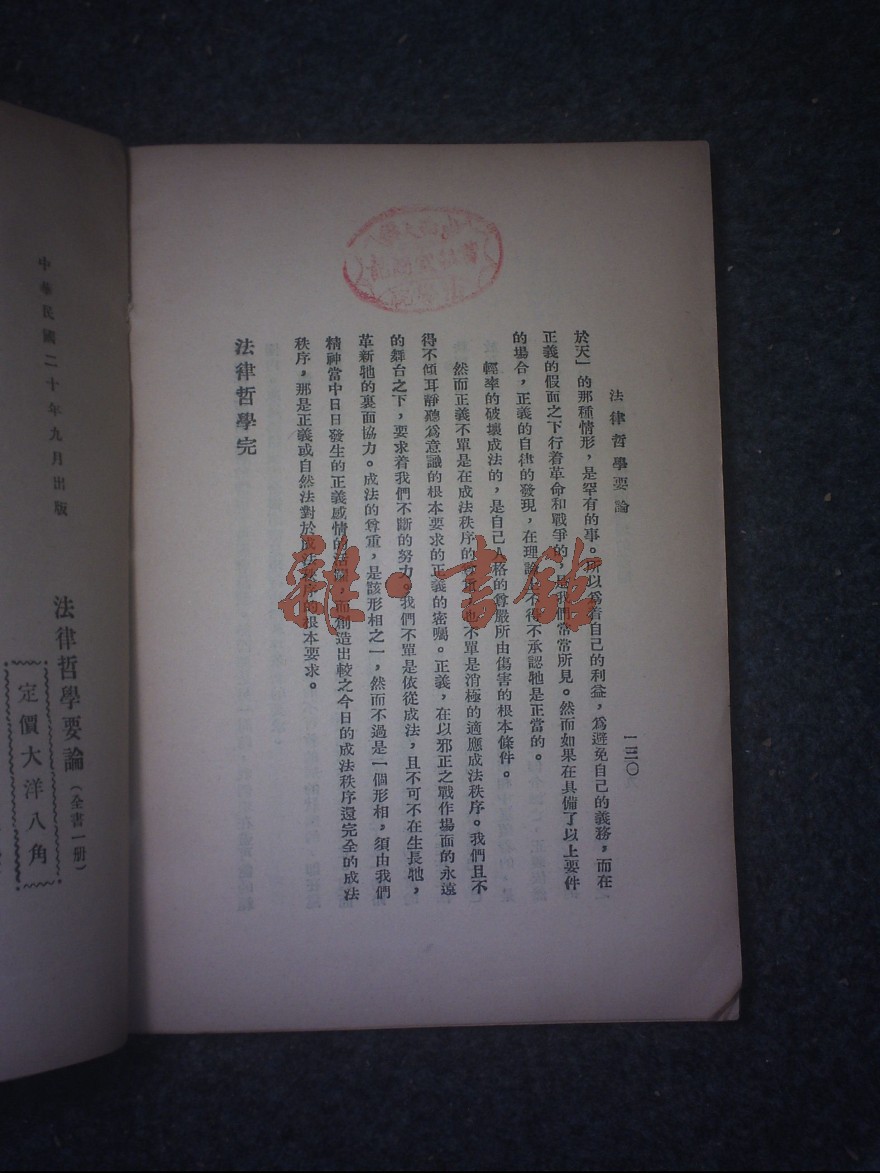 法律哲學要論
一三〇
於天」的那種情形，是罕有的事。所以爲着自己的利益，爲避免自己的義務，而在
正義的假面之下行着革命和戰爭的，是我們常常所見。然而如果在具備了以上要件
的場合，正義的自律的發現，在理論上不得不承認牠是正當的。
輕率的破壞成法的，是自己人格的尊嚴所由傷害的根本條件。
然而正義不單是在成法秩序的 也不單是消極的適應成法秩序。我們且不
得不傾耳靜聽爲意識的根本要求的正義的密囑。正義，在以邪正之戰作場面的永遠
的舞台之下，要求着我們不斷的努力。我們不單是依從成法，且不可不在生長牠，
革新牠的裏面協力。成法的尊重，是該形相之一，然而不過是一個形相，須由我們
精神當中日日發生的正義感情的活 而創造出較之今日的成法秩序還完全的成法
秩序，那是正義或自然法對於成法秩序的根本要求。
法律哲學完
雜·書館
中華民國二十年九月出版
法律哲學要論（全書一册）
定價大洋八角